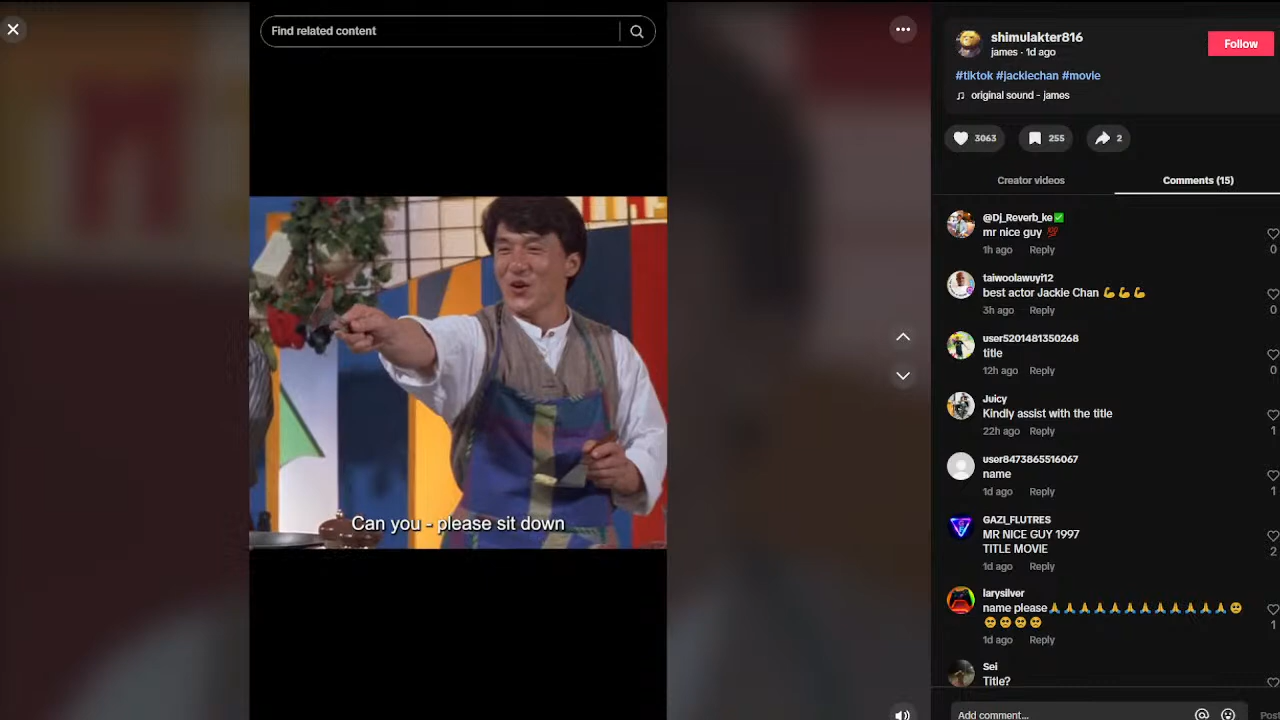 Find related content
Can you - please sit down
shimulakter816
james · 1d ago
Follow
#tiktok #jackiechan #movie
original sound - james
3063
255
2
Creator videos
Comments (15)
@Dj_Reverb_ke✅
mr nice guy 💯
1h ago Reply
0
taiwoolawuyi12
best actor Jackie Chan 💪💪💪
3h ago Reply
0
user5201481350268
title
12h ago Reply
0
Juicy
Kindly assist with the title
22h ago Reply
1
user8473865516067
name
1d ago Reply
1
GAZI_FLUTRES
MR NICE GUY 1997
TITLE MOVIE
1d ago Reply
2
larysilver
name please🙏🙏🙏🙏🙏🙏🙏🙏🙏🙏🙏🙏🥺
🥺🥺🥺🥺
1d ago Reply
1
Sei
Title?
Add comment...